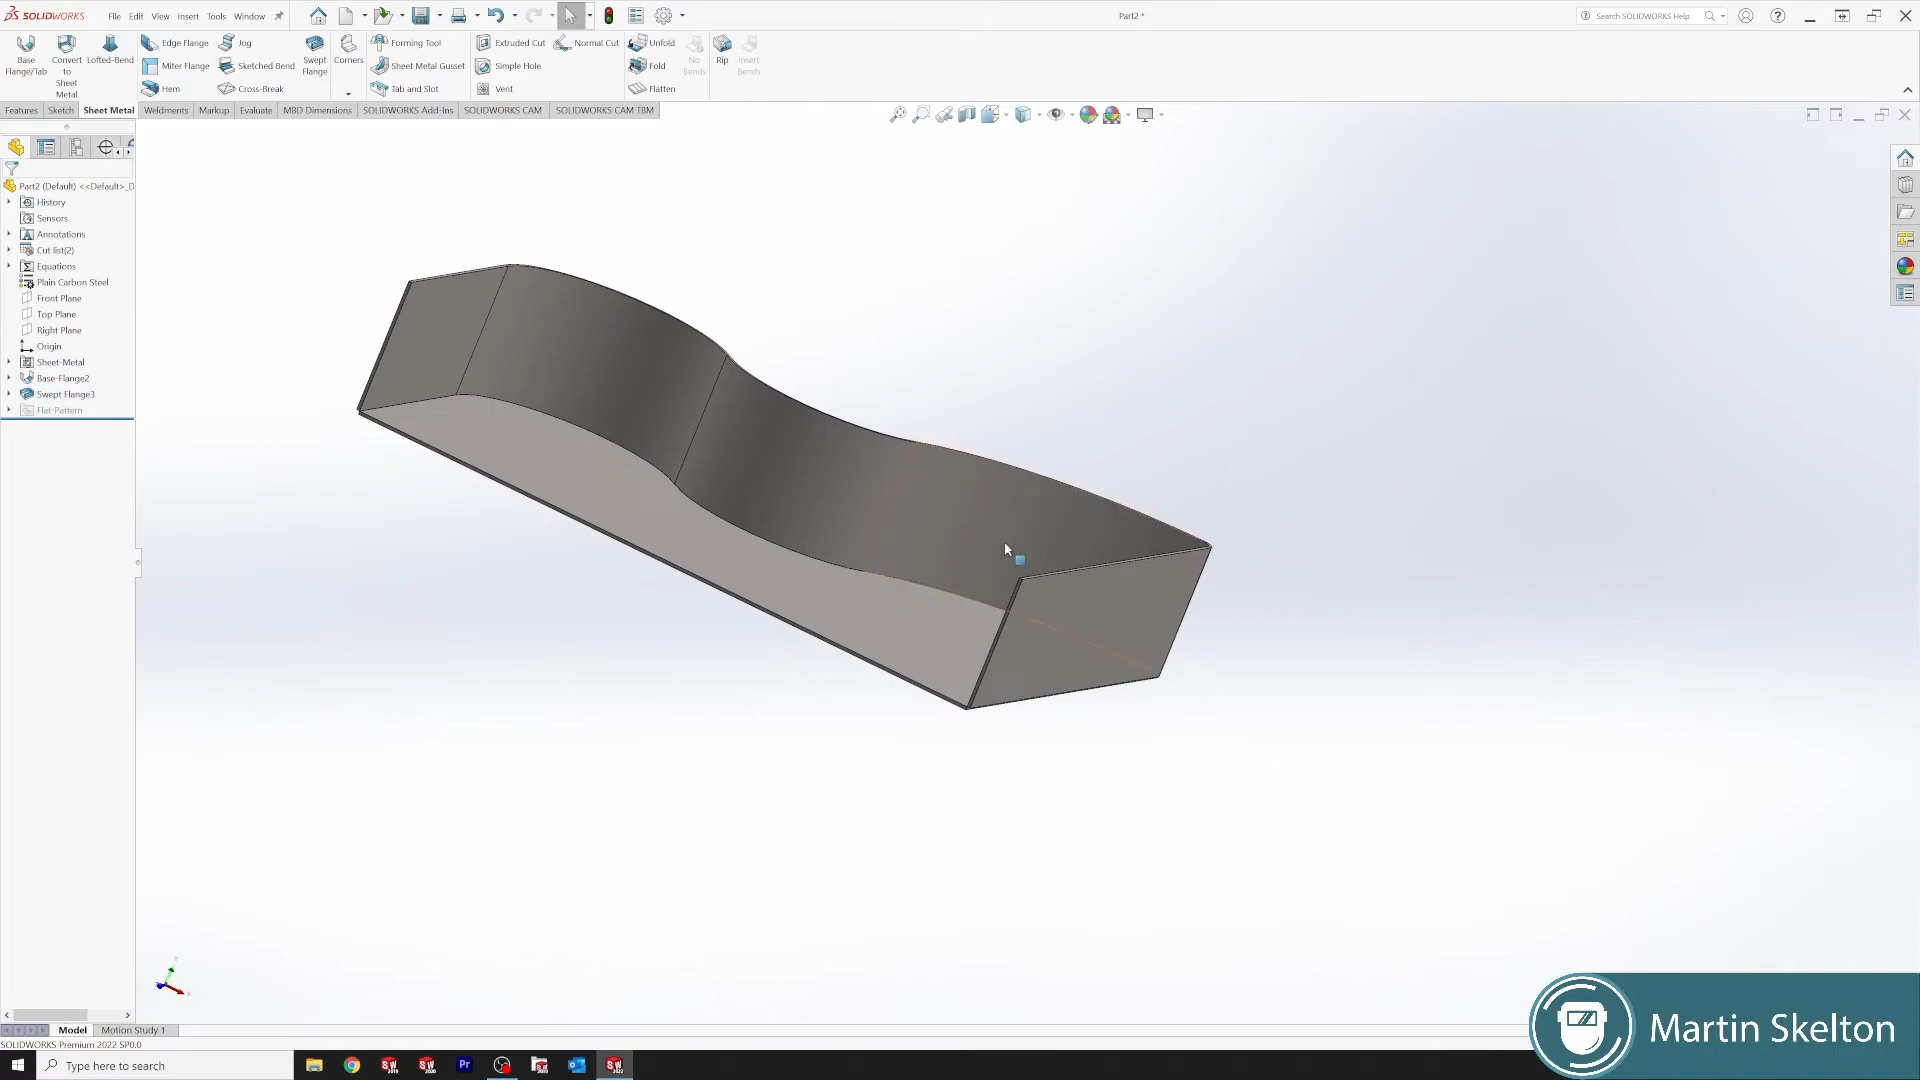 SOLIDWORKS File Edit View Insert Tools Window Part2 * Search SOLIDWORKS Help
Base Flange/Tab
Convert to Sheet Metal
Lofted-Bend
Edge Flange
Miter Flange
Hem
Jog
Sketched Bend
Cross-Break
Swept Flange
Corners
Forming Tool
Sheet Metal Gusset
Tab and Slot
Extruded Cut
Simple Hole
Vent
Normal Cut
Unfold
Fold
Flatten
No Bends
Rip
Insert Bends
Features Sketch Sheet Metal Weldments Markup Evaluate MBD Dimensions SOLIDWORKS Add-Ins SOLIDWORKS CAM SOLIDWORKS CAM TBM
Part2 (Default) <<Default>_D
History
Sensors
Annotations
Cut list(2)
Equations
Plain Carbon Steel
Front Plane
Top Plane
Right Plane
Origin
Sheet-Metal
Base-Flange2
Swept Flange3
Flat-Pattern
Model Motion Study 1
SOLIDWORKS Premium 2022 SP0.0
Type here to search
Martin Skelton